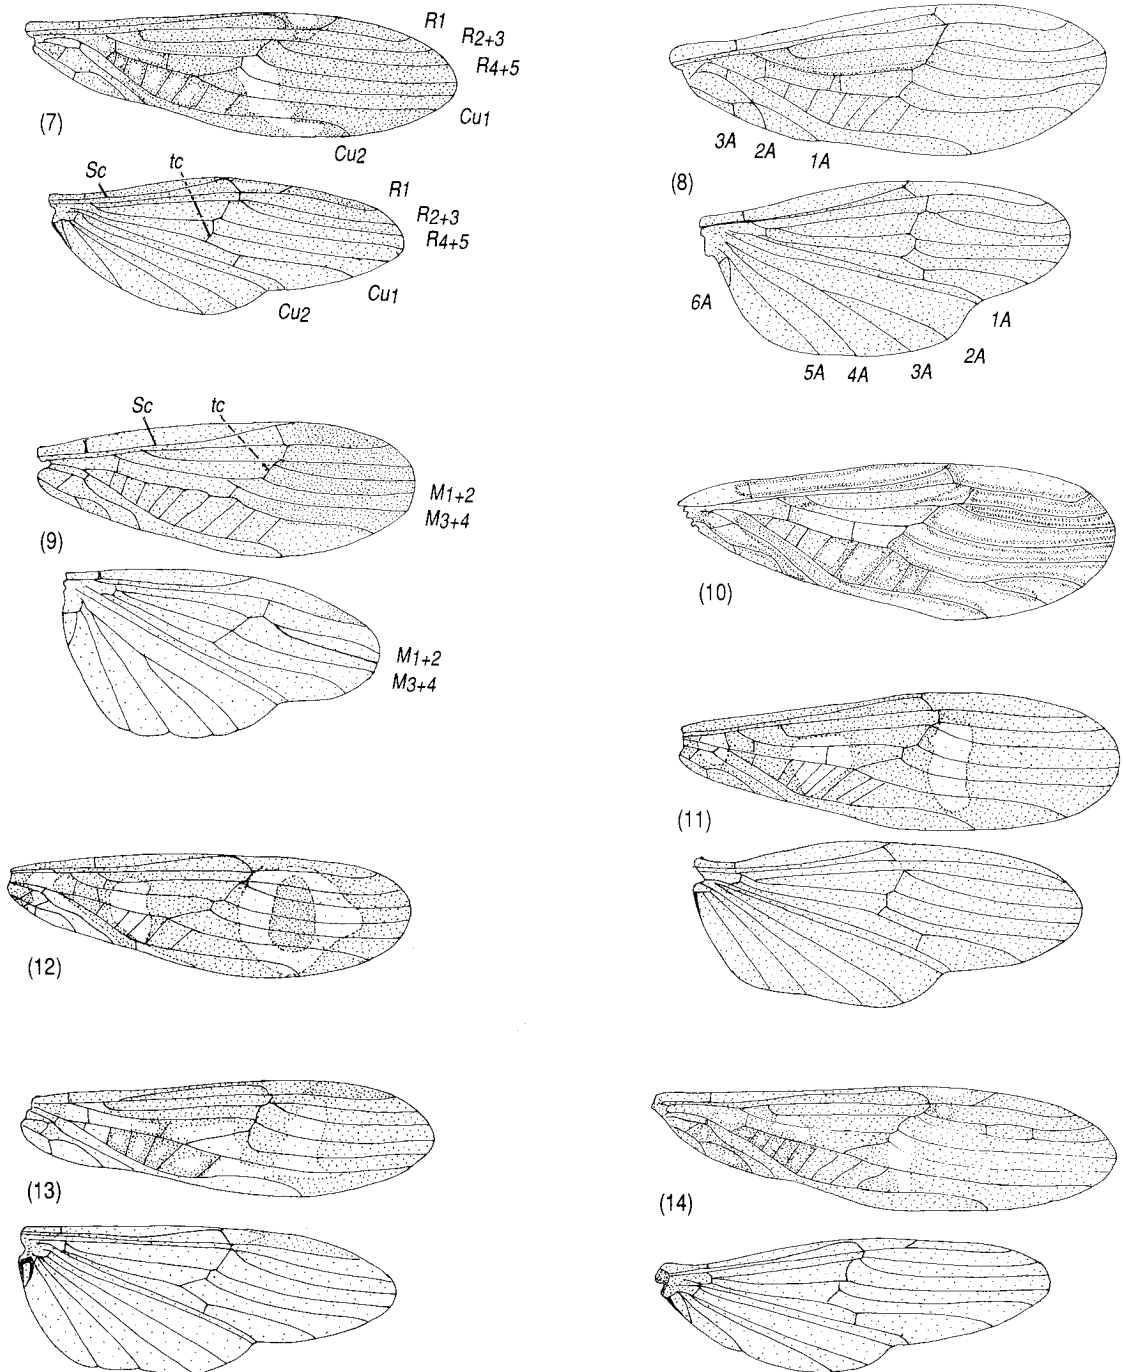 R1
R2+3
R4+5
Cu1
Cu2
(7)
Sc
tc
R1
R2+3
R4+5
Cu1
Cu2
3A
2A
1A
(8)
6A
5A
4A
3A
2A
1A
Sc
tc
M1+2
M3+4
(9)
M1+2
M3+4
(10)
(11)
(12)
(13)
(14)